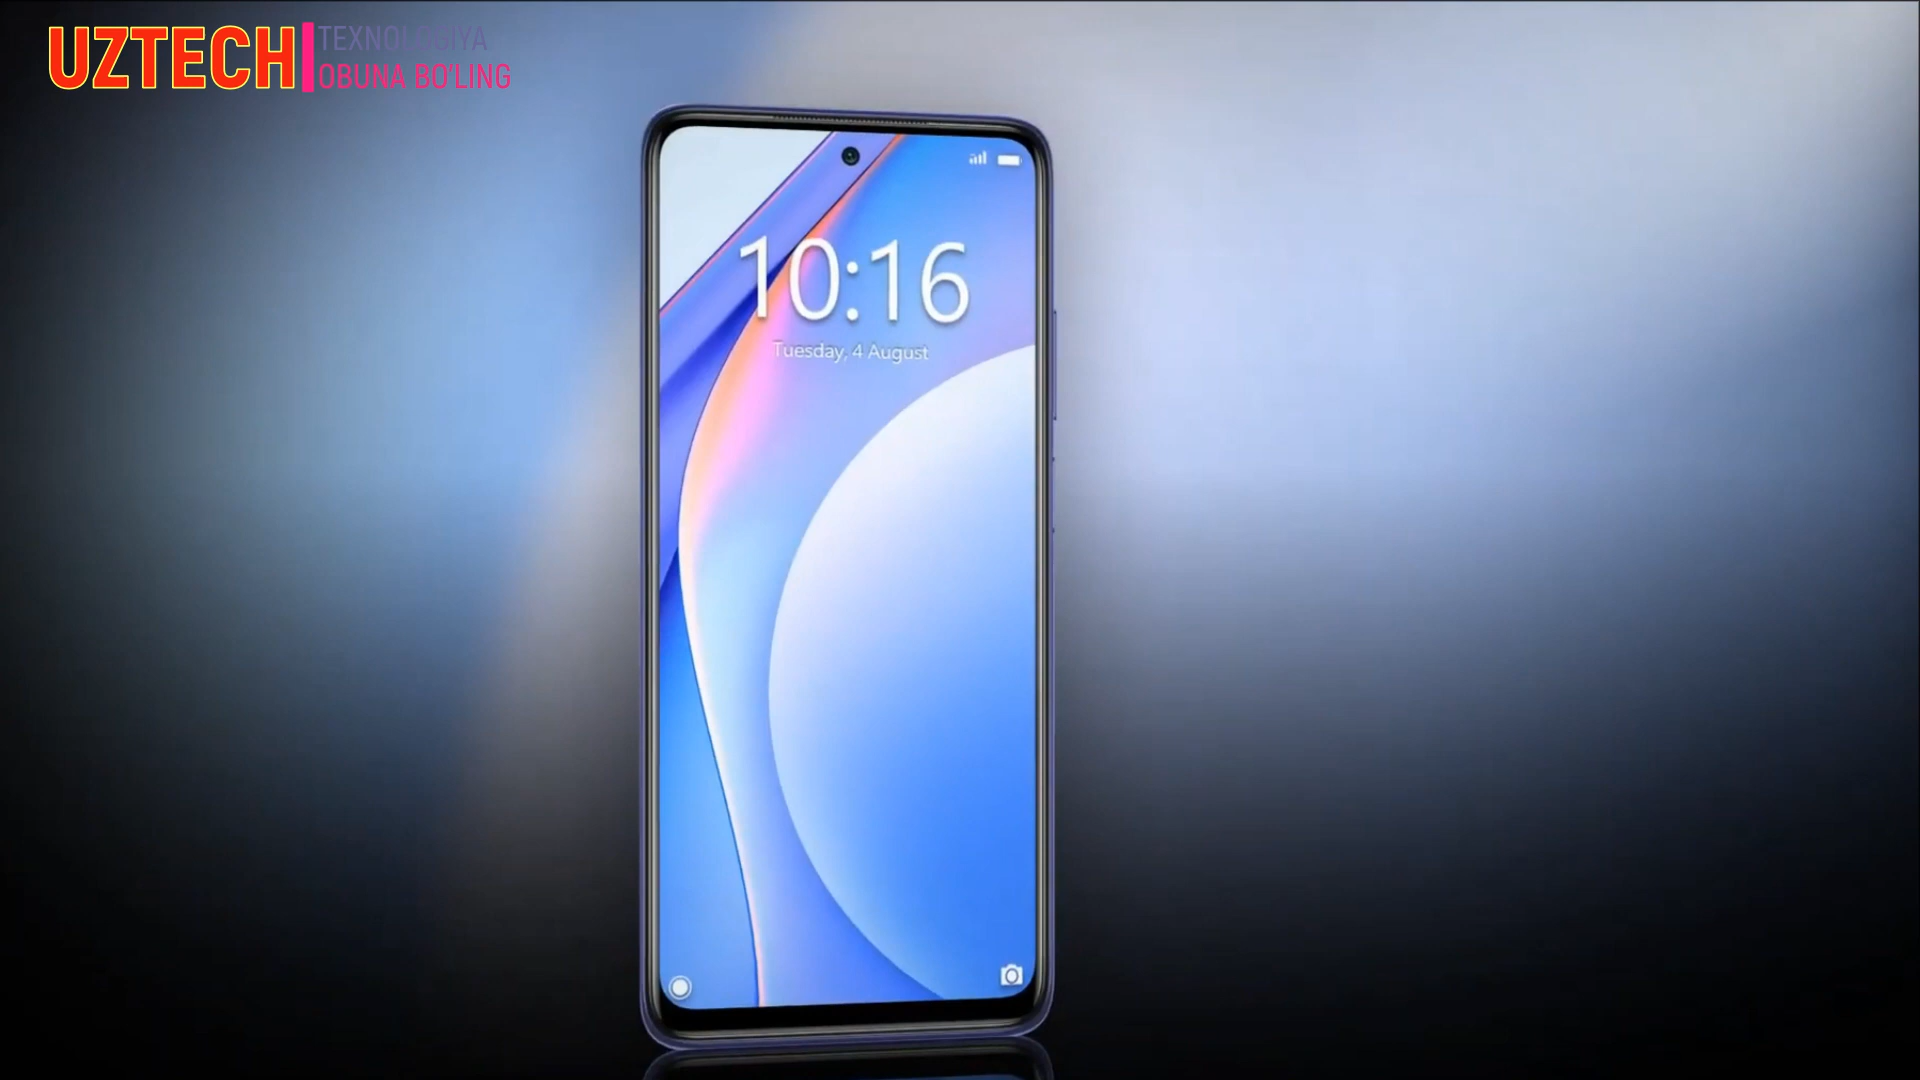 UZTECH
TEXNOLOGIYA
OBUNA BO'LING
10:16
Tuesday, 4 August